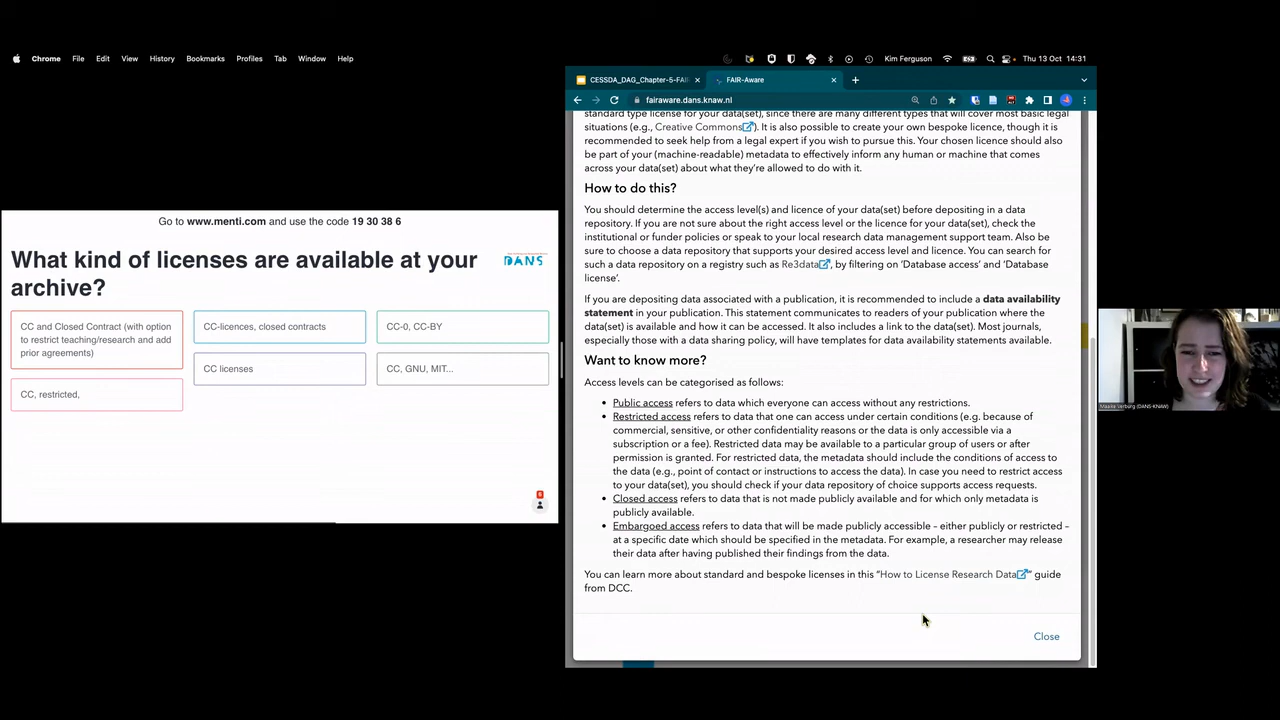 Chrome File Edit View History Bookmarks Profiles Tab Window Help
Kim Ferguson
Thu 13 Oct 14:31
Go to www.menti.com and use the code 19 30 38 6
What kind of licenses are available at your
archive?
DANS
CC and Closed Contract (with option
to restrict teaching/research and add
prior agreements)
CC-licences, closed contracts
CC-0, CC-BY
CC licenses
CC, GNU, MIT...
CC, restricted,
6
CESSDA_DAG_Chapter-5-FAI
FAIR-Aware
fairaware.dans.knaw.nl
standard type license for your data(set), since there are many different types that will cover most basic legal
situations (e.g., Creative Commons). It is also possible to create your own bespoke licence, though it is
recommended to seek help from a legal expert if you wish to pursue this. Your chosen licence should also
be part of your (machine-readable) metadata to effectively inform any human or machine that comes
across your data(set) about what they're allowed to do with it.
How to do this?
You should determine the access level(s) and licence of your data(set) before depositing in a data
repository. If you are not sure about the right access level or the licence for your data(set), check the
institutional or funder policies or speak to your local research data management support team. Also be
sure to choose a data repository that supports your desired access level and licence. You can search for
such a data repository on a registry such as Re3data, by filtering on 'Database access' and 'Database
license'.
If you are depositing data associated with a publication, it is recommended to include a data availability
statement in your publication. This statement communicates to readers of your publication where the
data(set) is available and how it can be accessed. It also includes a link to the data(set). Most journals,
especially those with a data sharing policy, will have templates for data availability statements available.
Want to know more?
Access levels can be categorised as follows:
• Public access refers to data which everyone can access without any restrictions.
• Restricted access refers to data that one can access under certain conditions (e.g. because of
commercial, sensitive, or other confidentiality reasons or the data is only accessible via a
subscription or a fee). Restricted data may be available to a particular group of users or after
permission is granted. For restricted data, the metadata should include the conditions of access to
the data (e.g., point of contact or instructions to access the data). In case you need to restrict access
to your data(set), you should check if your data repository of choice supports access requests.
• Closed access refers to data that is not made publicly available and for which only metadata is
publicly available.
• Embargoed access refers to data that will be made publicly accessible – either publicly or restricted –
at a specific date which should be specified in the metadata. For example, a researcher may release
their data after having published their findings from the data.
You can learn more about standard and bespoke licenses in this "How to License Research Data" guide
from DCC.
Close
Maaike Verburg (DANS-KNAW)